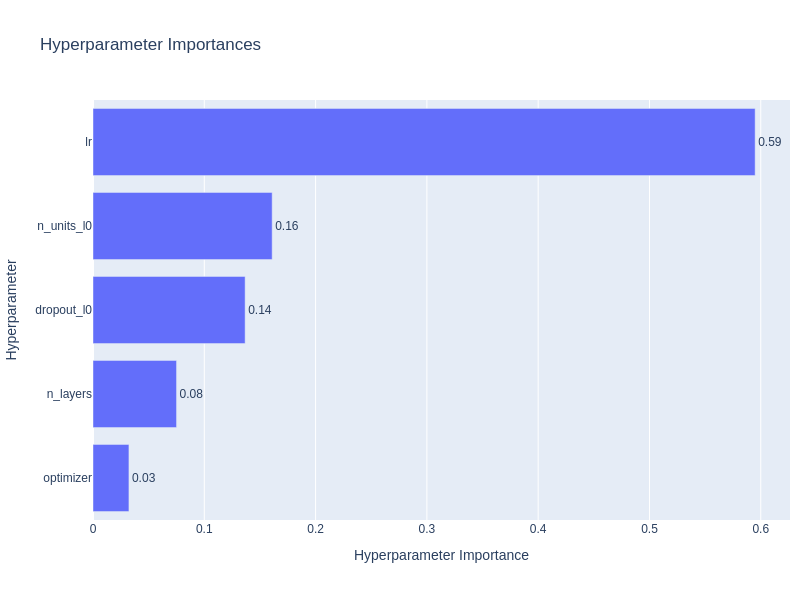 Hyperparameter Importances
lr
0.59
n_units_l0
0.16
dropout_l0
0.14
n_layers
0.08
optimizer
0.03
Hyperparameter
0
0.1
0.2
0.3
0.4
0.5
0.6
Hyperparameter Importance